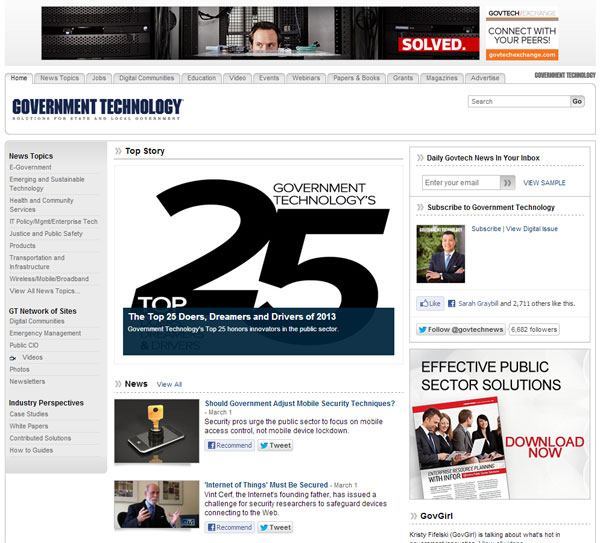 GOVTECH EXCHANGE
CONNECT WITH
YOUR PEERS!
SOLVED.
govtechexchange.com
Home
News Topics
Jobs
Digital Communities
Education
Video
Events
Webinars
Papers & Books
Grants
Magazines
Advertise
GOVERNMENT TECHNOLOGY
GOVERNMENT TECHNOLOGY
SOLUTIONS FOR STATE AND LOCAL GOVERNMENT
Search
Go
News Topics
E-Government
Emerging and Sustainable
Technology
Health and Community
Services
IT Policy/Mgmt/Enterprise Tech
Justice and Public Safety
Products
Transportation and
Infrastructure
Wireless/Mobile/Broadband
View All News Topics...
GT Network of Sites
Digital Communities
Emergency Management
Public CIO
Videos
Photos
Newsletters
Industry Perspectives
Case Studies
White Papers
Contributed Solutions
How to Guides
Top Story
GOVERNMENT
TECHNOLOGY'S
25
TOP
DREAMERS
& DRIVERS
The Top 25 Doers, Dreamers and Drivers of 2013
Government Technology's Top 25 honors innovators in the public sector.
News View All
Should Government Adjust Mobile Security Techniques?
- March 1
Security pros urge the public sector to focus on mobile
access control, not mobile device lockdown.
Recommend Tweet
'Internet of Things' Must Be Secured - March 1
Vint Cerf, the Internet's founding father, has issued a
challenge for security researchers to safeguard devices
connecting to the Web.
Recommend Tweet
Daily Govtech News In Your Inbox
Enter your email VIEW SAMPLE
Subscribe to Government Technology
GOVERNMENT TECHNOLOGY
Subscribe | View Digital Issue
Like Sarah Graybill and 2,711 others like this.
Follow @govtechnews 6,682 followers
EFFECTIVE PUBLIC
SECTOR SOLUTIONS
ENTERPRISE RESOURCE PLANNING
WITH INFOR
DOWNLOAD
NOW
GovGirl
Kristy Fifelski (GovGirl) is talking about what's hot in